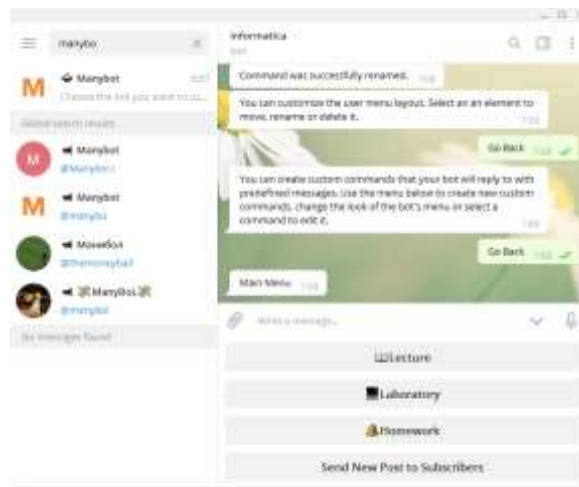 manybo
Manybot
Choose the bot you want to
Global search results
Manybot
Manybot
@manybo
Манибол
@themoneyball
ManyBoL
@manybol
No messages found
Informatica
bot
Command was successfully renamed.
You can customize the user menu layout. Select an an element to
move, rename or delete it.
Go Back
You can create custom commands that your bot will reply to with
predefined messages. Use the menu below to create new custom
commands, change the look of the bot's menu or select a
command to edit it.
Go Back
Main Menu
Write a message...
Lecture
Laboratory
Homework
Send New Post to Subscribers